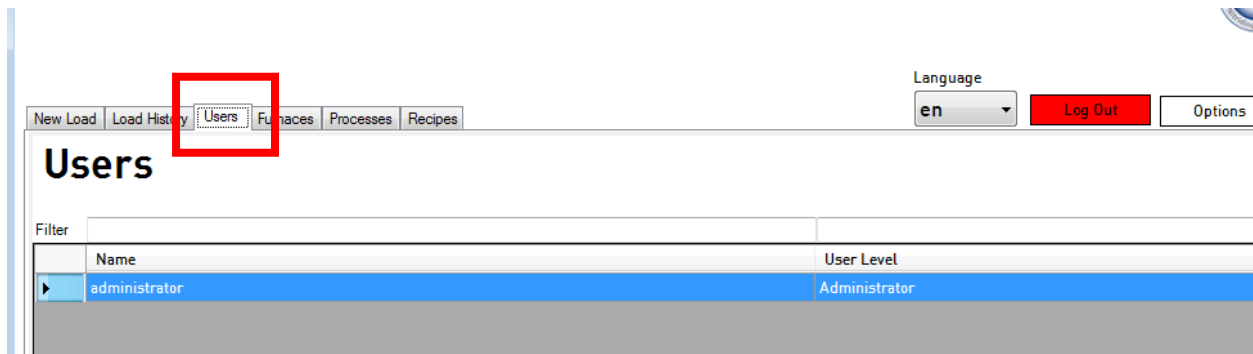 Language
en
Log Out
Options
New Load
Load History
Users
Furnaces
Processes
Recipes
Users
Filter
Name
User Level
administrator
Administrator